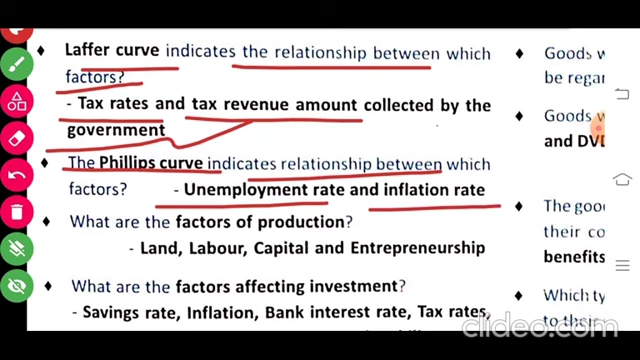 ♦ Laffer curve indicates the relationship between which
factors?
- Tax rates and tax revenue amount collected by the
government
♦ The Phillips curve indicates relationship between which
factors? - Unemployment rate and inflation rate
♦ What are the factors of production?
- Land, Labour, Capital and Entrepreneurship
♦ What are the factors affecting investment?
- Savings rate, Inflation, Bank interest rate, Tax rates,
♦ Goods w
be regar
♦ Goods w
and DVD
♦ The goo
their co
benefits
♦ Which ty
to their
clideo.com